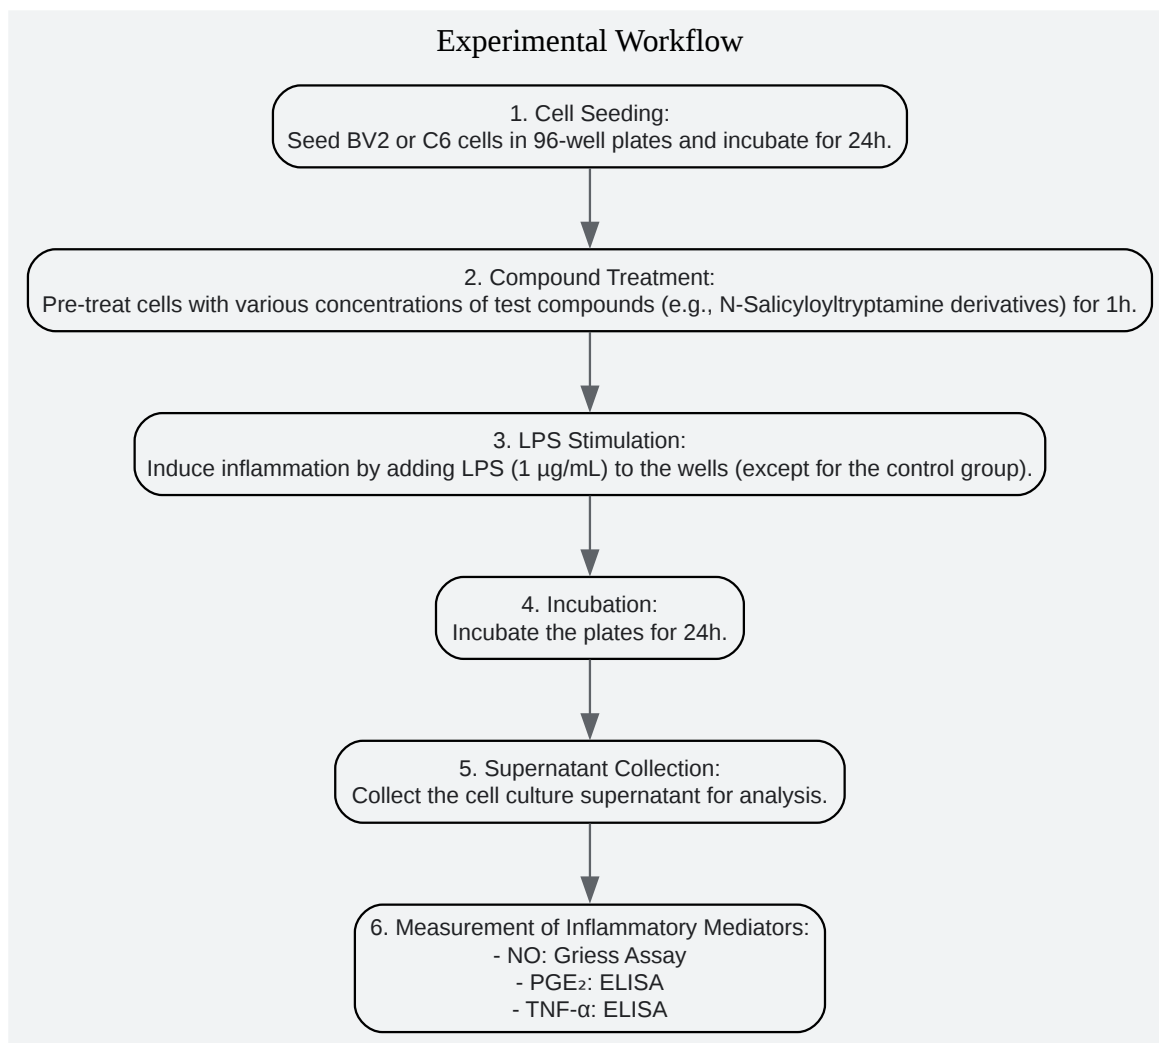 Experimental Workflow
1. Cell Seeding:
Seed BV2 or C6 cells in 96-well plates and incubate for 24h.
2. Compound Treatment:
Pre-treat cells with various concentrations of test compounds (e.g., N-Salicyloyltryptamine derivatives) for 1h.
3. LPS Stimulation:
Induce inflammation by adding LPS (1 µg/mL) to the wells (except for the control group).
4. Incubation:
Incubate the plates for 24h.
5. Supernatant Collection:
Collect the cell culture supernatant for analysis.
6. Measurement of Inflammatory Mediators:
- NO: Griess Assay
- PGE₂: ELISA
- TNF-α: ELISA